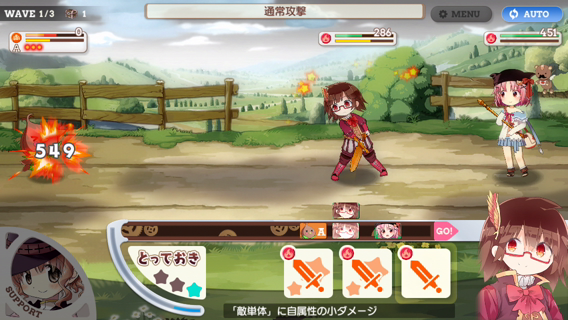 WAVE 1/3
1
通常攻撃
MENU
AUTO
0
286
451
A
549
A
GO!
とっておき
SUPPORT
「敵単体」に自属性の小ダメージ